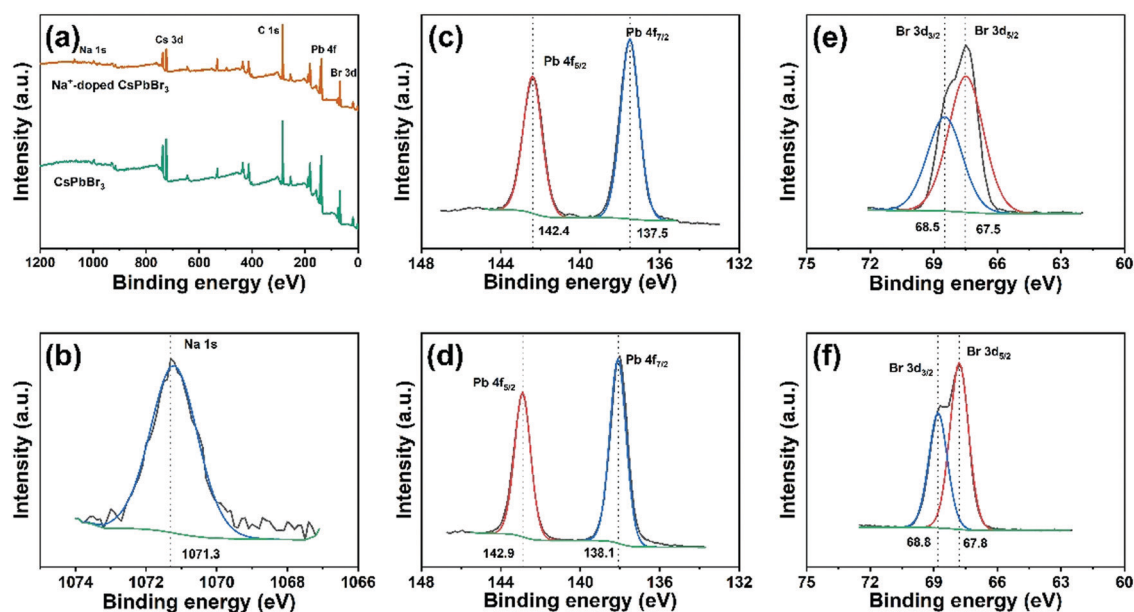 (a)
Na 1s
Cs 3d
C 1s
Pb 4f
Br 3d
Na⁺-doped CsPbBr₃
CsPbBr₃
Intensity (a.u.)
1200 1000 800 600 400 200 0
Binding energy (eV)
(c)
Pb 4f₅/₂
Pb 4f₇/₂
142.4
137.5
Intensity (a.u.)
148 144 140 136 132
Binding energy (eV)
(e)
Br 3d₃/₂
Br 3d₅/₂
68.5
67.5
Intensity (a.u.)
75 72 69 66 63 60
Binding energy (eV)
(b)
Na 1s
1071.3
Intensity (a.u.)
1074 1072 1070 1068 1066
Binding energy (eV)
(d)
Pb 4f₅/₂
Pb 4f₇/₂
142.9
138.1
Intensity (a.u.)
148 144 140 136 132
Binding energy (eV)
(f)
Br 3d₃/₂
Br 3d₅/₂
68.8
67.8
Intensity (a.u.)
75 72 69 66 63 60
Binding energy (eV)